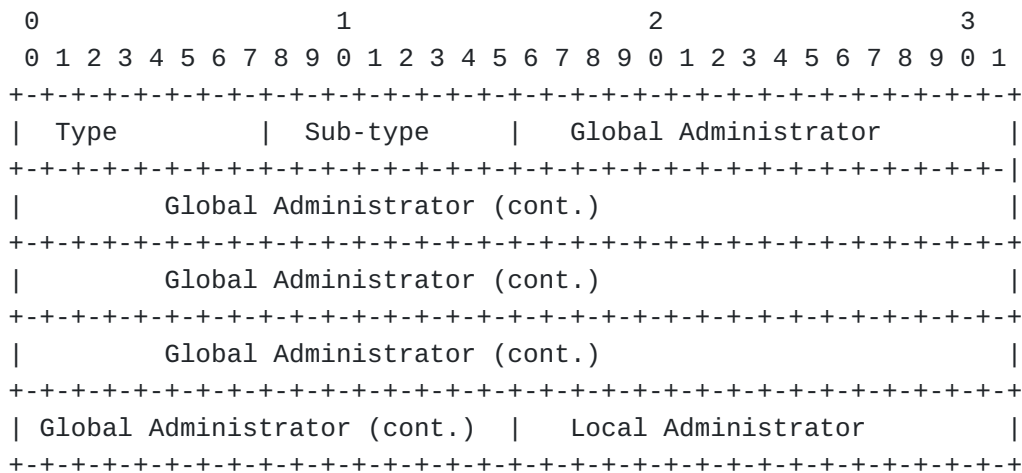 0                   1                   2                   3
 0 1 2 3 4 5 6 7 8 9 0 1 2 3 4 5 6 7 8 9 0 1 2 3 4 5 6 7 8 9 0 1
+-+-+-+-+-+-+-+-+-+-+-+-+-+-+-+-+-+-+-+-+-+-+-+-+-+-+-+-+-+-+-+-+
|  Type         |  Sub-type     |   Global Administrator        |
+-+-+-+-+-+-+-+-+-+-+-+-+-+-+-+-+-+-+-+-+-+-+-+-+-+-+-+-+-+-+-+-|
|         Global Administrator (cont.)                          |
+-+-+-+-+-+-+-+-+-+-+-+-+-+-+-+-+-+-+-+-+-+-+-+-+-+-+-+-+-+-+-+-+
|         Global Administrator (cont.)                          |
+-+-+-+-+-+-+-+-+-+-+-+-+-+-+-+-+-+-+-+-+-+-+-+-+-+-+-+-+-+-+-+-+
|         Global Administrator (cont.)                          |
+-+-+-+-+-+-+-+-+-+-+-+-+-+-+-+-+-+-+-+-+-+-+-+-+-+-+-+-+-+-+-+-+
| Global Administrator (cont.)  |   Local Administrator         |
+-+-+-+-+-+-+-+-+-+-+-+-+-+-+-+-+-+-+-+-+-+-+-+-+-+-+-+-+-+-+-+-+